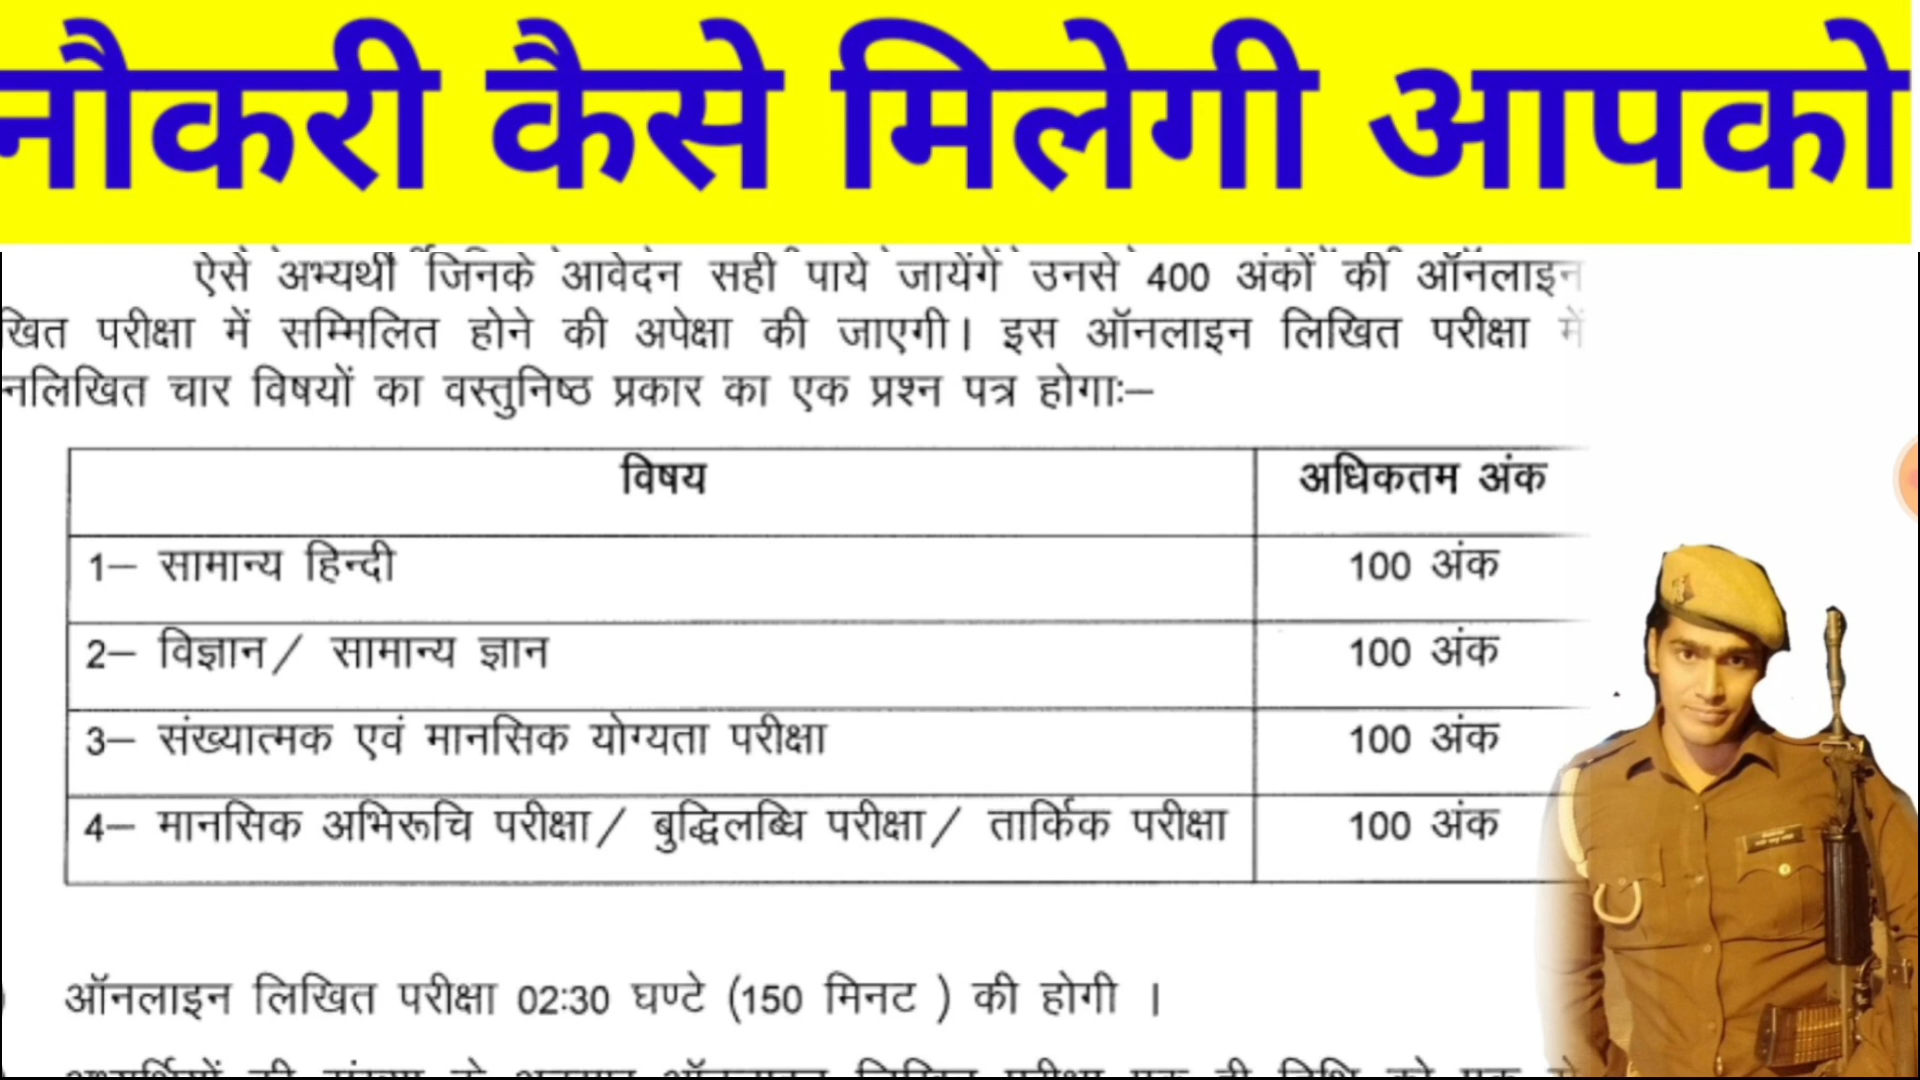 नौकरी कैसे मिलेगी आपको
ऐसे अभ्यर्थी जिनके आवेदन सही पाये जायेंगे उनसे 400 अंकों की ऑनलाइन
खित परीक्षा में सम्मिलित होने की अपेक्षा की जाएगी। इस ऑनलाइन लिखित परीक्षा में
नलिखित चार विषयों का वस्तुनिष्ठ प्रकार का एक प्रश्न पत्र होगाः–
विषय अधिकतम अंक
1– सामान्य हिन्दी 100 अंक
2– विज्ञान/ सामान्य ज्ञान 100 अंक
3– संख्यात्मक एवं मानसिक योग्यता परीक्षा 100 अंक
4– मानसिक अभिरूचि परीक्षा/ बुद्धिलब्धि परीक्षा/ तार्किक परीक्षा 100 अंक
ऑनलाइन लिखित परीक्षा 02:30 घण्टे (150 मिनट ) की होगी ।